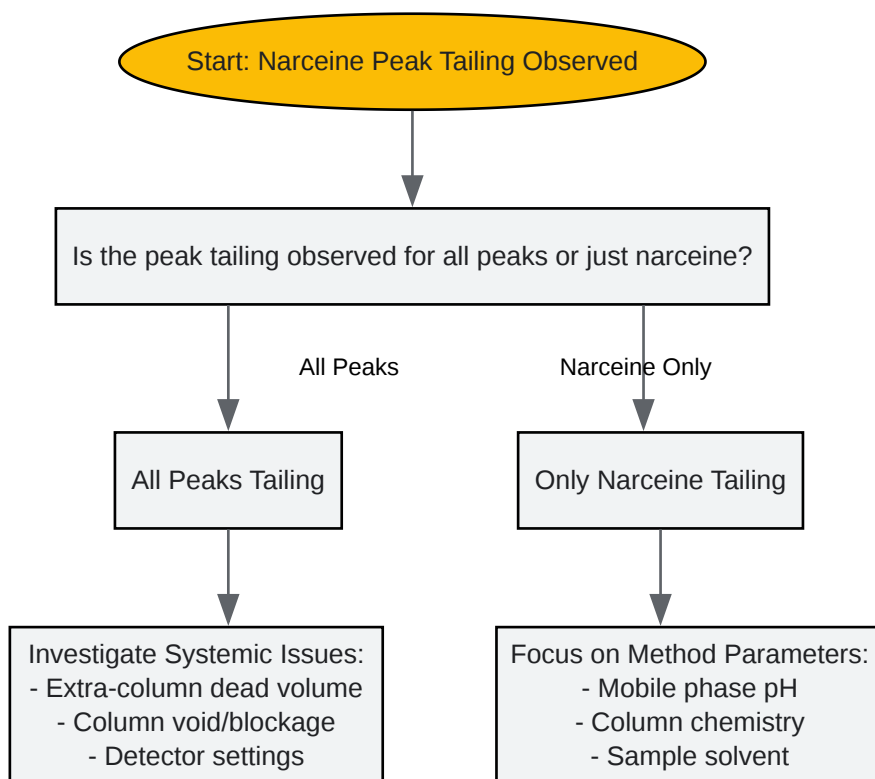 Start: Narceine Peak Tailing Observed
Is the peak tailing observed for all peaks or just narceine?
All Peaks
Narceine Only
All Peaks Tailing
Only Narceine Tailing
Investigate Systemic Issues:
- Extra-column dead volume
- Column void/blockage
- Detector settings
Focus on Method Parameters:
- Mobile phase pH
- Column chemistry
- Sample solvent